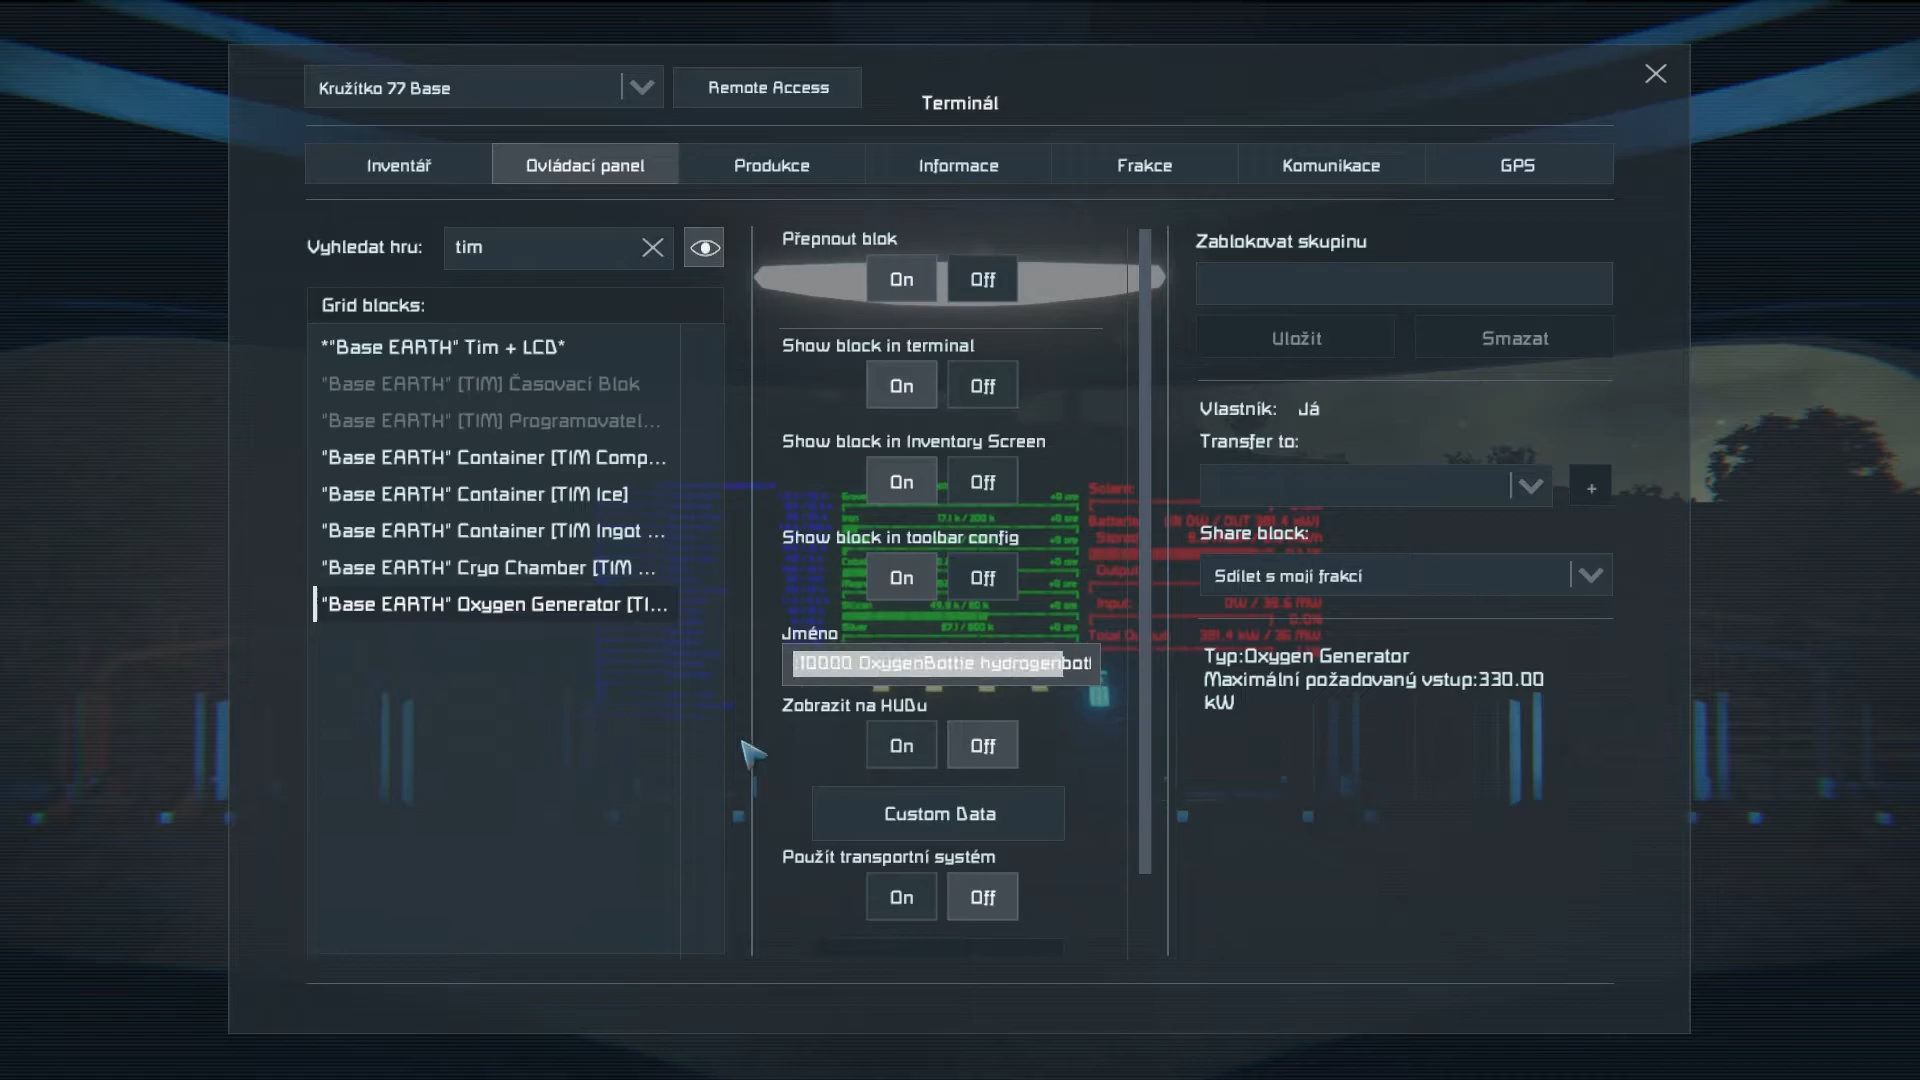 Kružítko 77 Base
Remote Access
Terminál
Inventář
Ovládací panel
Produkce
Informace
Frakce
Komunikace
GPS
Vyhledat hru:
tim
Grid blocks:
*"Base EARTH" Tim + LCD*
"Base EARTH" [TIM] Časovací Blok
"Base EARTH" [TIM] Programovatel...
"Base EARTH" Container [TIM Comp...
"Base EARTH" Container [TIM Ice]
"Base EARTH" Container [TIM Ingot ...
"Base EARTH" Cryo Chamber [TIM ...
"Base EARTH" Oxygen Generator [TI...
Přepnout blok
On Off
Show block in terminal
On Off
Show block in Inventory Screen
On Off
Show block in toolbar config
On Off
Jméno
:10000 OxygenBottle hydrogenbotl
Zobrazit na HUDu
On Off
Custom Data
Použít transportní systém
On Off
Zablokovat skupinu
Uložit
Smazat
Vlastník: Já
Transfer to:
+
Share block:
Sdílet s mojí frakcí
Typ:Oxygen Generator
Maximální požadovaný vstup:330.00
kW